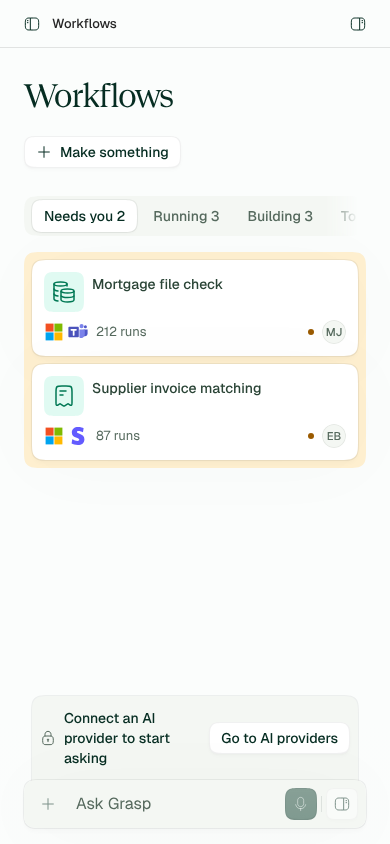 Workflows
Workflows
Make something
Needs you 2
Running 3
Building 3
Mortgage file check
212 runs
MJ
Supplier invoice matching
87 runs
EB
Connect an AI
provider to start
asking
Go to AI providers
Ask Grasp